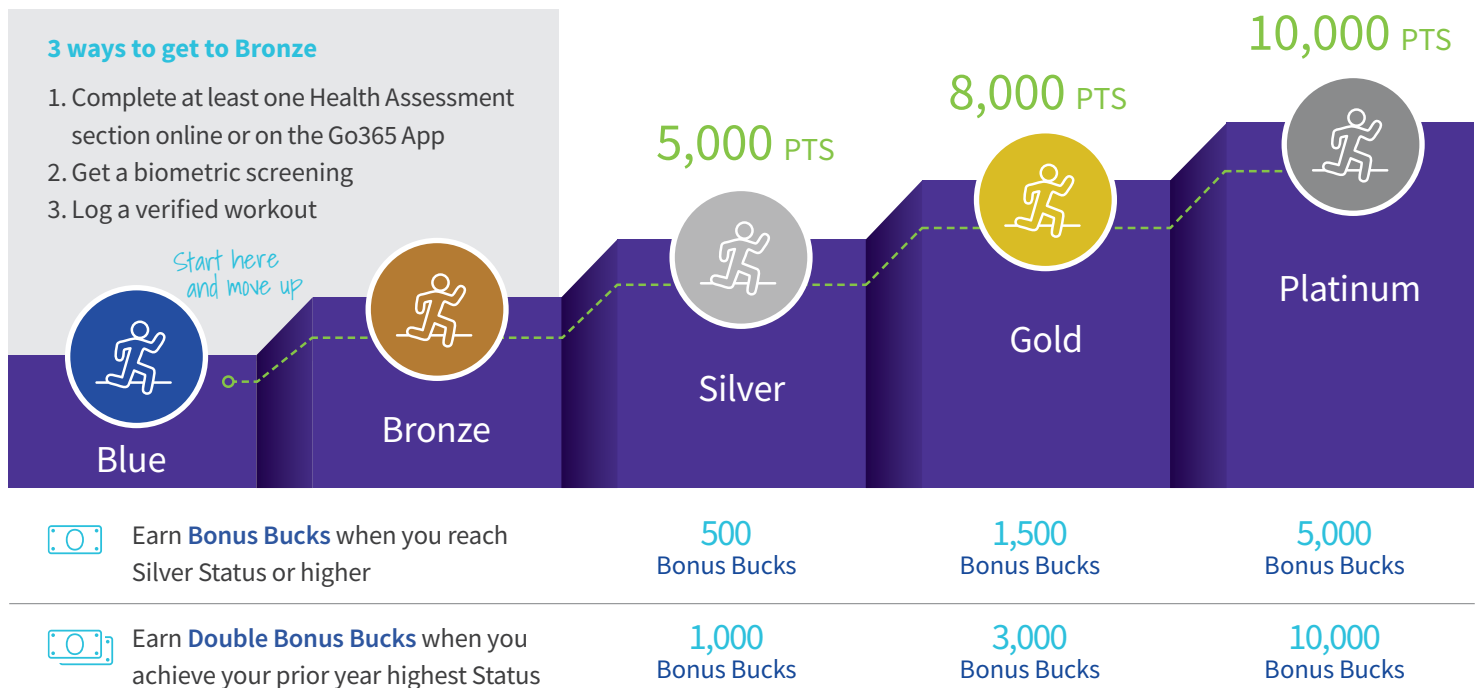 3 ways to get to Bronze
1. Complete at least one Health Assessment
section online or on the Go365 App
2. Get a biometric screening
3. Log a verified workout
Start here
and move up
Blue
Bronze
5,000 PTS
Silver
8,000 PTS
Gold
10,000 PTS
Platinum
Earn Bonus Bucks when you reach
Silver Status or higher
500
Bonus Bucks
1,500
Bonus Bucks
5,000
Bonus Bucks
Earn Double Bonus Bucks when you
achieve your prior year highest Status
1,000
Bonus Bucks
3,000
Bonus Bucks
10,000
Bonus Bucks